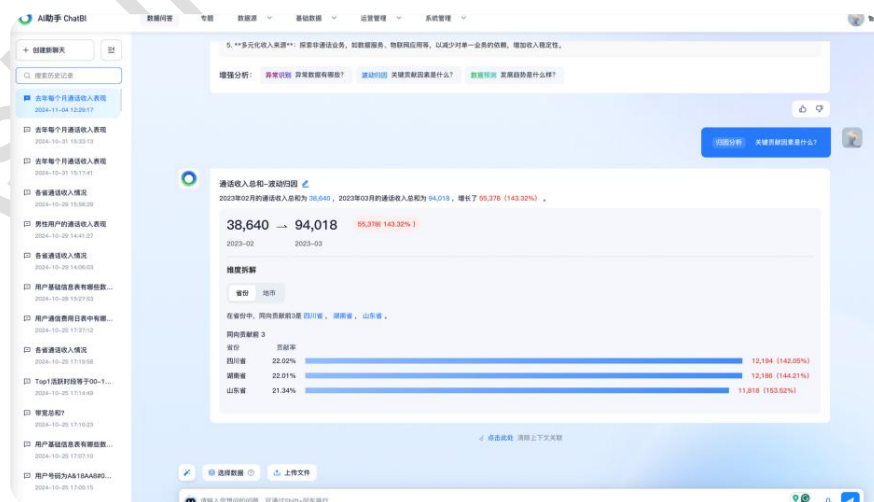 AI助手 ChatBI
数据问答 专题 数据源 基础数据 运营管理 系统管理
+ 创建新聊天
搜索历史记录
去年每个月通话收入表现
2024-11-04 12:29:17
去年每个月通话收入表现
2024-10-31 15:33:13
去年每个月通话收入表现
2024-10-31 15:17:41
各省通话收入情况
2024-10-29 15:58:29
男性用户的通话收入表现
2024-10-29 14:41:27
各省通话收入情况
2024-10-29 14:06:03
用户基础信息表有哪些数...
2024-10-28 15:27:53
用户通信费用日表中有哪...
2024-10-25 17:37:12
各省通话收入情况
2024-10-25 17:19:56
Top1活跃时段等于00-1...
2024-10-25 17:14:49
带宽总和?
2024-10-25 17:10:23
用户基础信息表有哪些数...
2024-10-25 17:07:10
用户号码为A&18AA6#0...
2024-10-25 17:06:15
5. **多元化收入来源**：探索非通话业务，如数据服务、物联网应用等，以减少对单一业务的依赖，增加收入稳定性。
增强分析： 异常识别 异常数据有哪些? 波动归因 关键贡献因素是什么? 数据预测 发展趋势是什么样?
归因分析 关键贡献因素是什么?
通话收入总和-波动归因
2023年02月的通话收入总和为 38,640 ，2023年03月的通话收入总和为 94,018 ，增长了 55,378（143.32%） 。
38,640 → 94,018 55,378( 143.32% )
2023-02 2023-03
维度拆解
省份 地市
在省份中，同向贡献前3是 四川省 ， 湖南省 ， 山东省 。
同向贡献前 3
省份 贡献率
四川省 22.02% 12,194（142.05%）
湖南省 22.01% 12,186（144.21%）
山东省 21.34% 11,818（153.52%）
点击此处 清除上下文关联
选择数据 上传文件